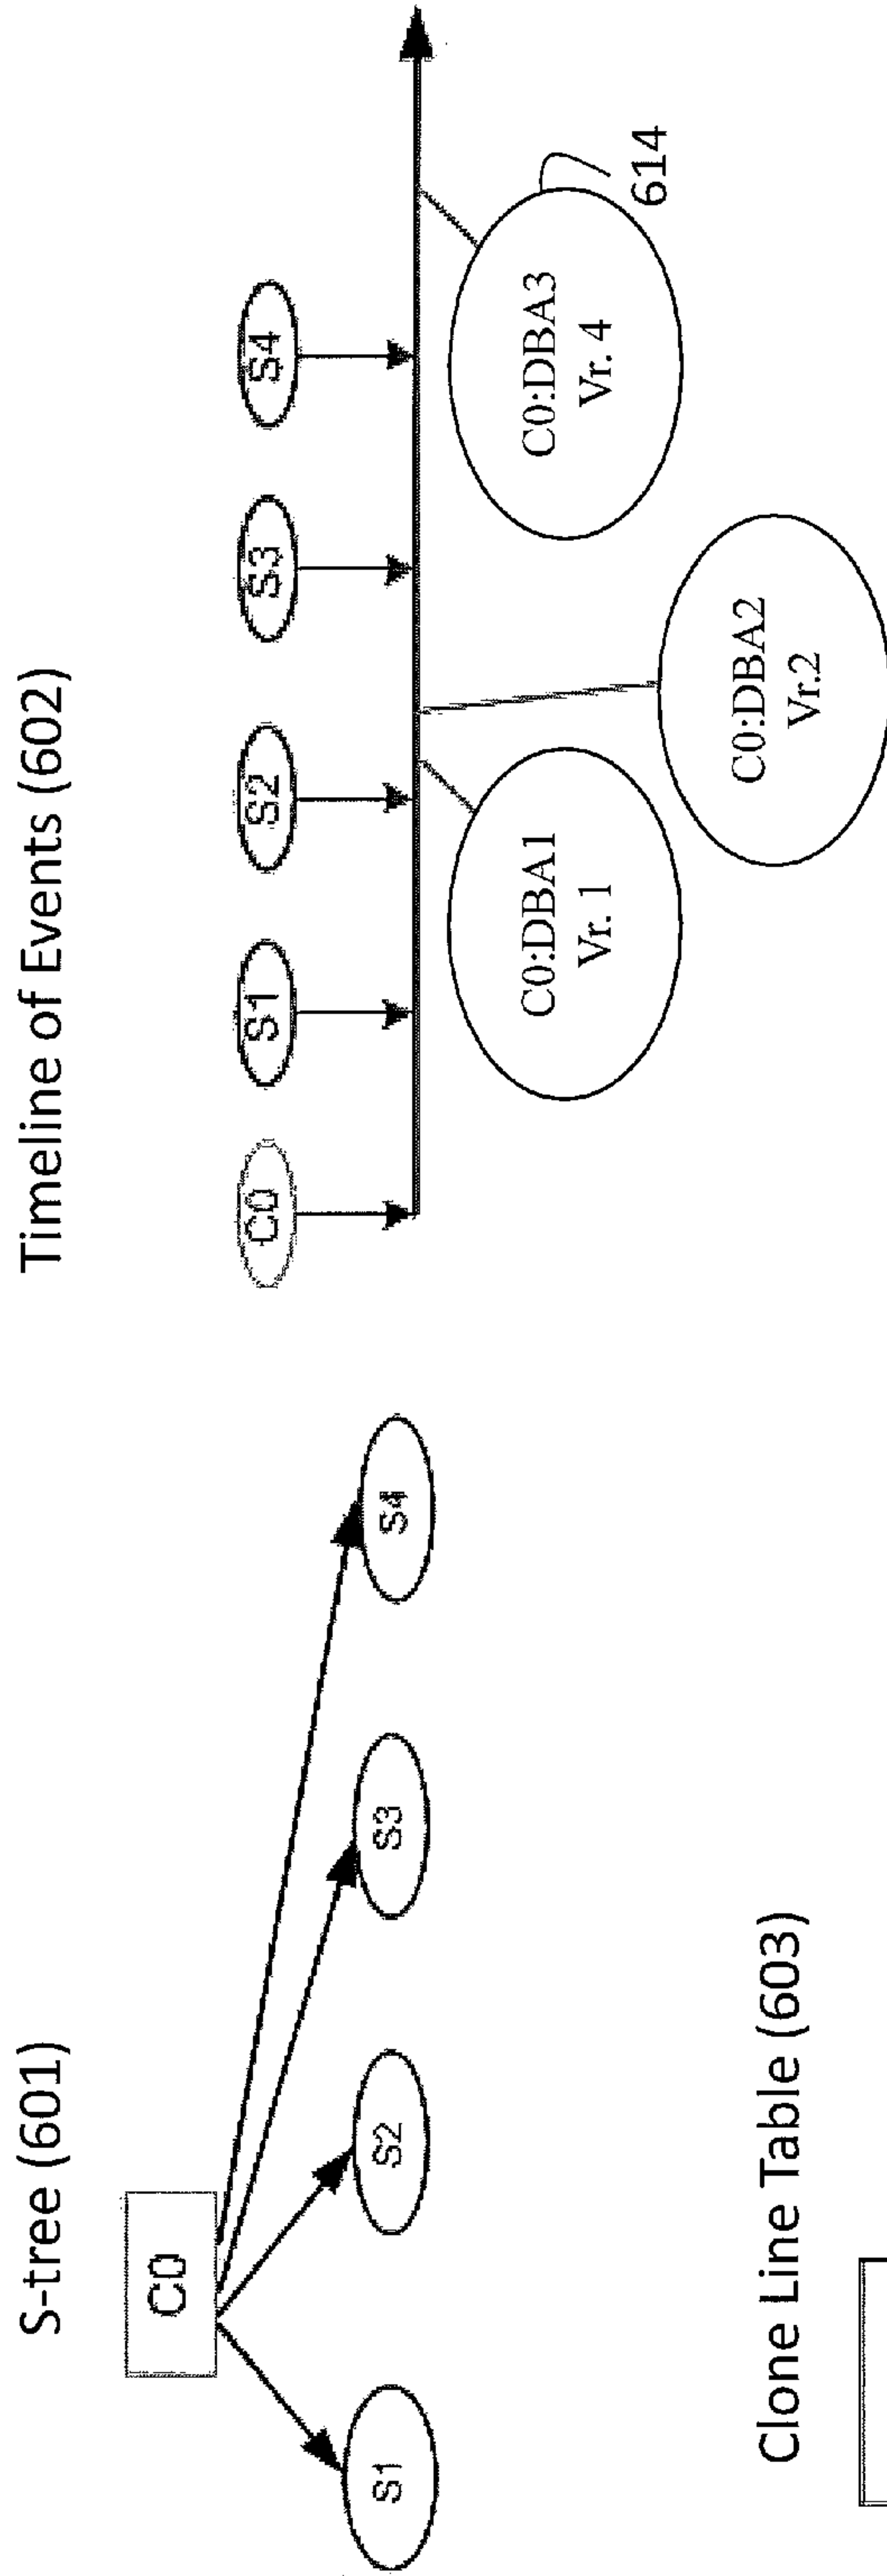 S-tree (601)
C0
S1
S2
S3
S4
Timeline of Events (602)
C0
S1
S2
S3
S4
C0:DBA1
Vr. 1
C0:DBA2
Vr.2
C0:DBA3
Vr. 4
614
Clone Line Table (603)